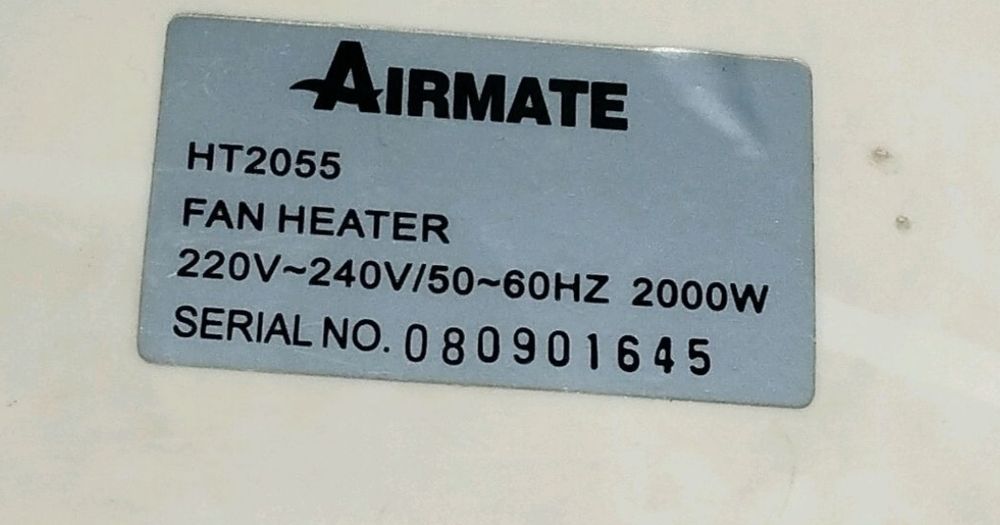 AIRMATE
HT2055
FAN HEATER
220V~240V/50~60HZ 2000W
SERIAL NO. 080901645